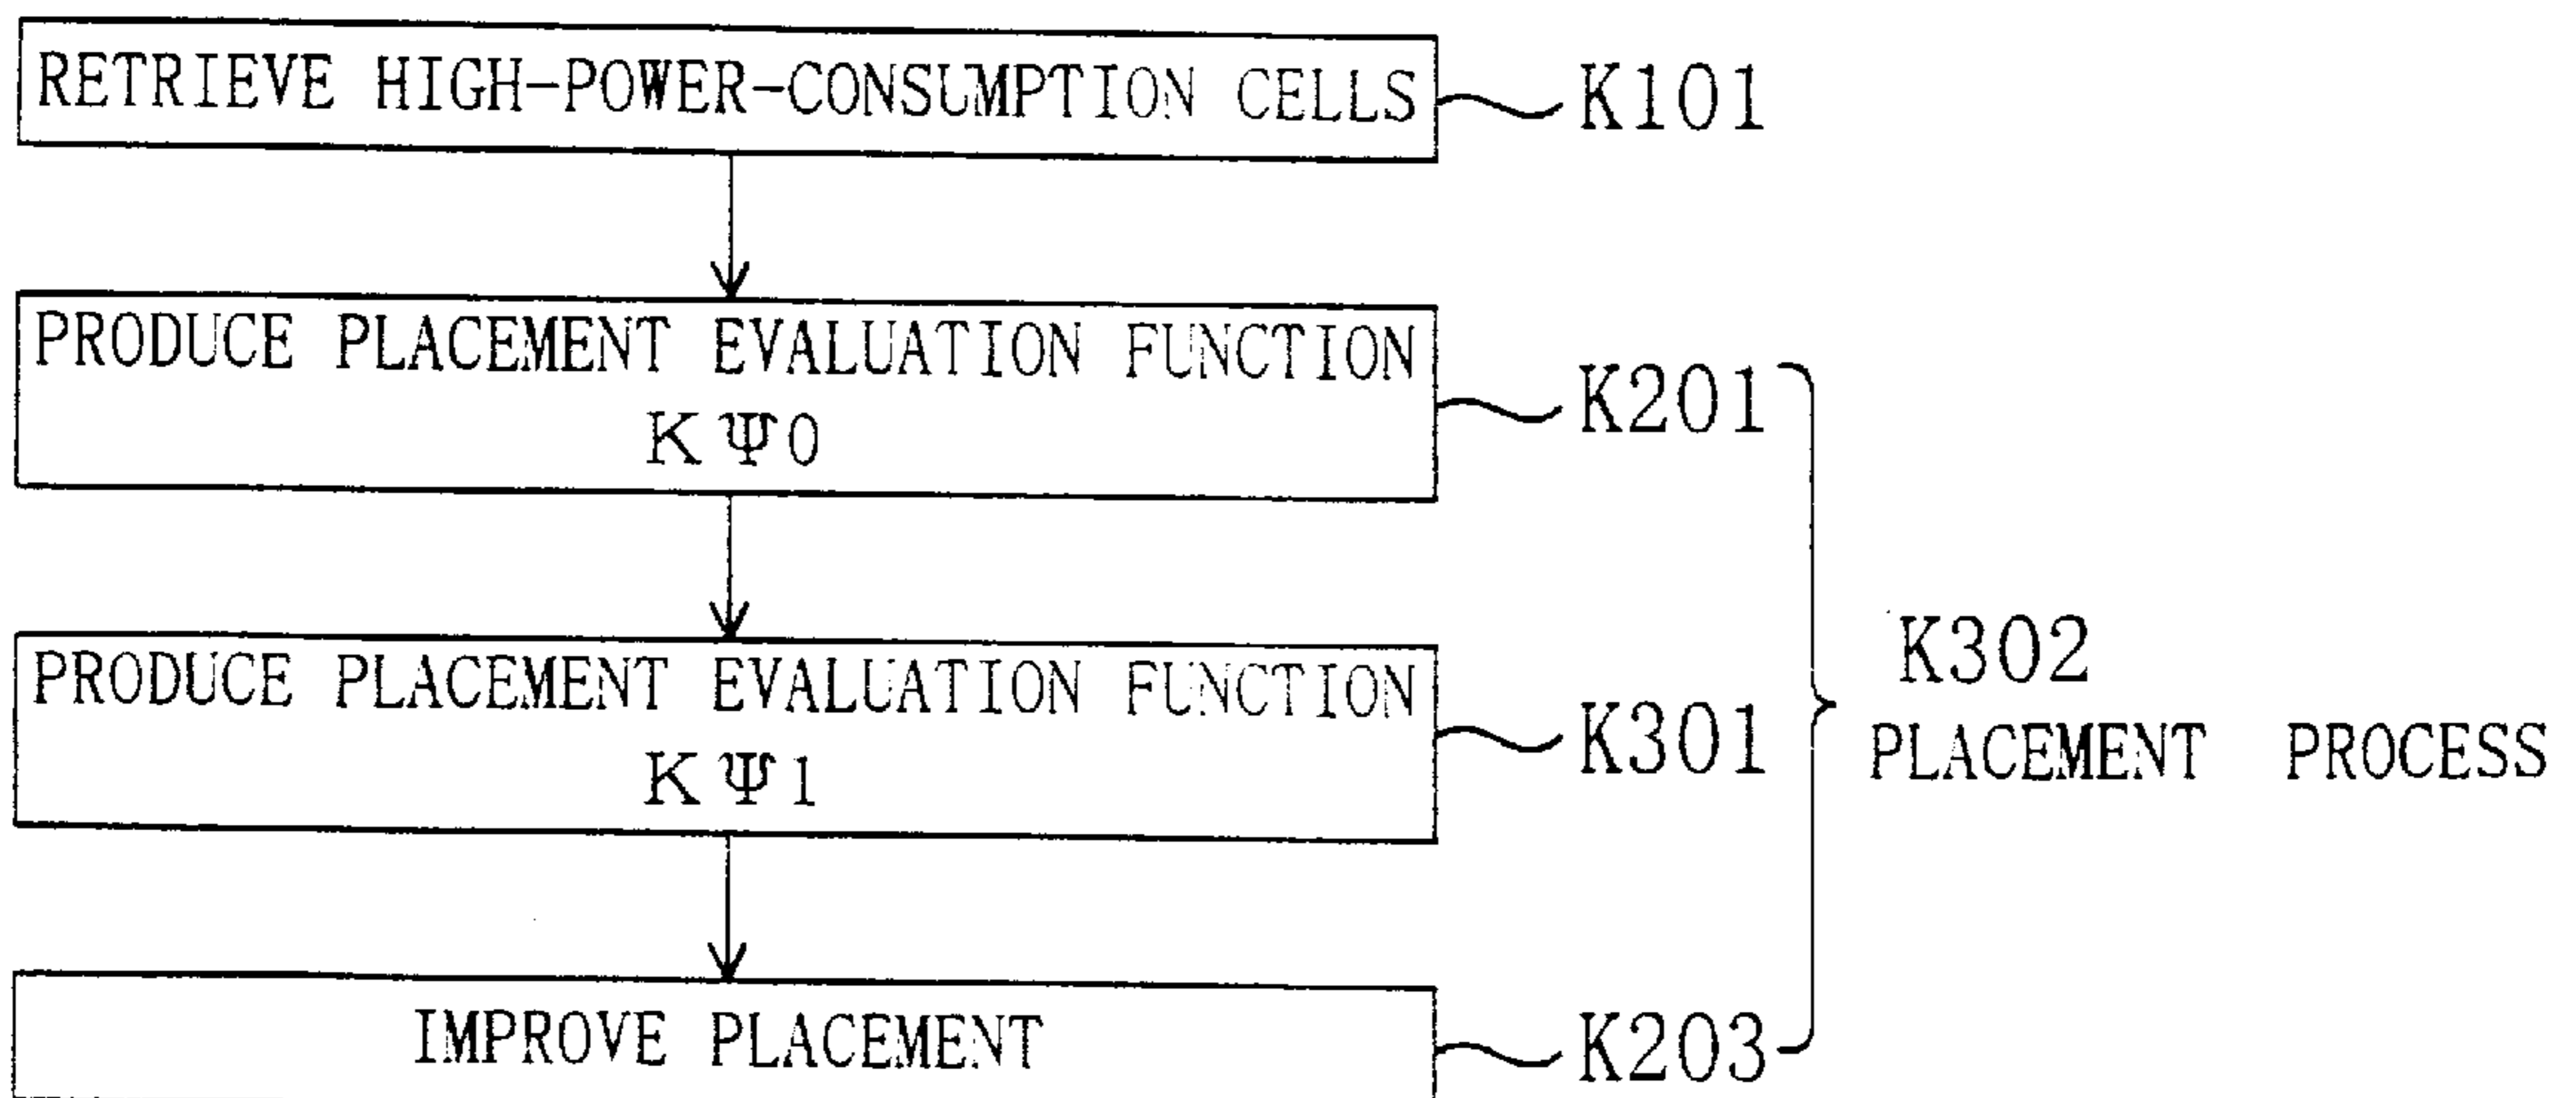 RETRIEVE HIGH-POWER-CONSUMPTION CELLS
K101
PRODUCE PLACEMENT EVALUATION FUNCTION
KΨ0
K201
PRODUCE PLACEMENT EVALUATION FUNCTION
KΨ1
K301
K302
PLACEMENT PROCESS
IMPROVE PLACEMENT
K203